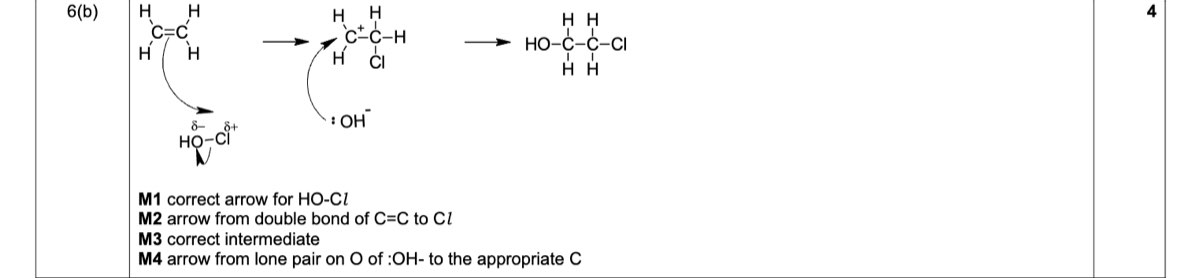 6(b)
4
H H H H H H
C=C C+–C–H HO–C–C–Cl
H H H Cl H H
: OH-
δ– δ+
HO–Cl
M1 correct arrow for HO-Cl
M2 arrow from double bond of C=C to Cl
M3 correct intermediate
M4 arrow from lone pair on O of :OH- to the appropriate C